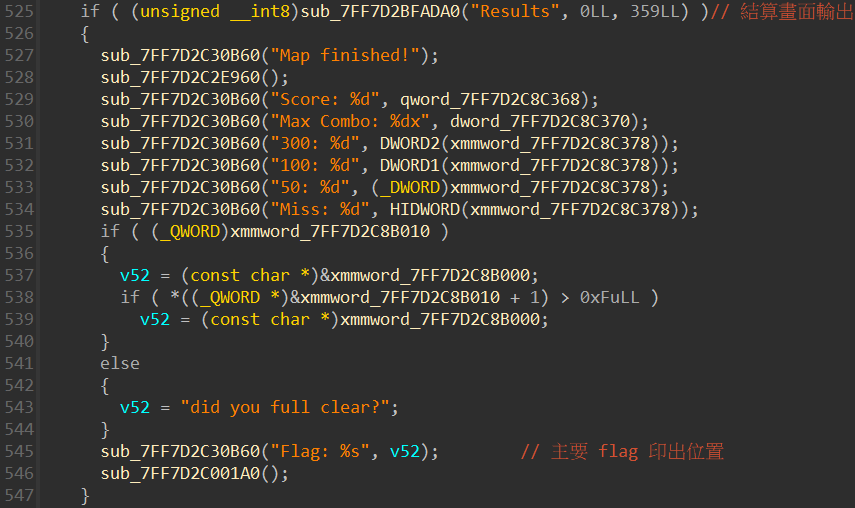 525 if ( (unsigned __int8)sub_7FF7D2BFADA0("Results", 0LL, 359LL) )// 結算畫面輸出
526 {
527 sub_7FF7D2C30B60("Map finished!");
528 sub_7FF7D2C2E960();
529 sub_7FF7D2C30B60("Score: %d", qword_7FF7D2C8C368);
530 sub_7FF7D2C30B60("Max Combo: %dx", dword_7FF7D2C8C370);
531 sub_7FF7D2C30B60("300: %d", DWORD2(xmmword_7FF7D2C8C378));
532 sub_7FF7D2C30B60("100: %d", DWORD1(xmmword_7FF7D2C8C378));
533 sub_7FF7D2C30B60("50: %d", (_DWORD)xmmword_7FF7D2C8C378);
534 sub_7FF7D2C30B60("Miss: %d", HIDWORD(xmmword_7FF7D2C8C378));
535 if ( (_QWORD)xmmword_7FF7D2C8B010 )
536 {
537 v52 = (const char *)&xmmword_7FF7D2C8B000;
538 if ( *((_QWORD *)&xmmword_7FF7D2C8B010 + 1) > 0xFuLL )
539 v52 = (const char *)xmmword_7FF7D2C8B000;
540 }
541 else
542 {
543 v52 = "did you full clear?";
544 }
545 sub_7FF7D2C30B60("Flag: %s", v52); // 主要 flag 印出位置
546 sub_7FF7D2C001A0();
547 }